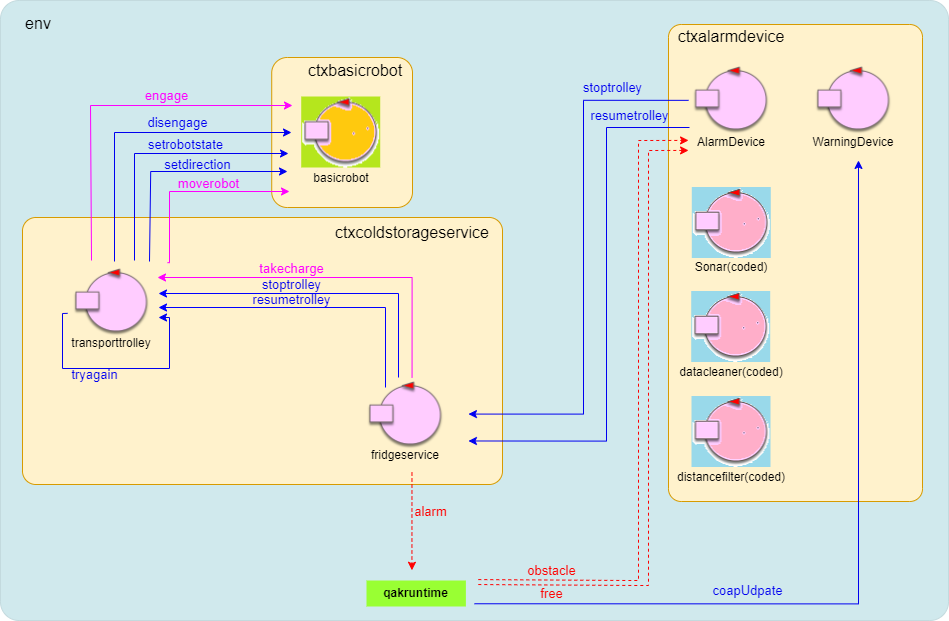 env
ctxalarmdevice
ctxbasicrobot
engage
disengage
setrobotstate
setdirection
moverobot
basicrobot
stoptrolley
resumetrolley
AlarmDevice
WarningDevice
ctxcoldstorageservice
takecharge
stoptrolley
resumetrolley
transporttrolley
tryagain
fridgeservice
Sonar(coded)
datacleaner(coded)
distancefilter(coded)
alarm
obstacle
qakruntime
free
coapUdpate